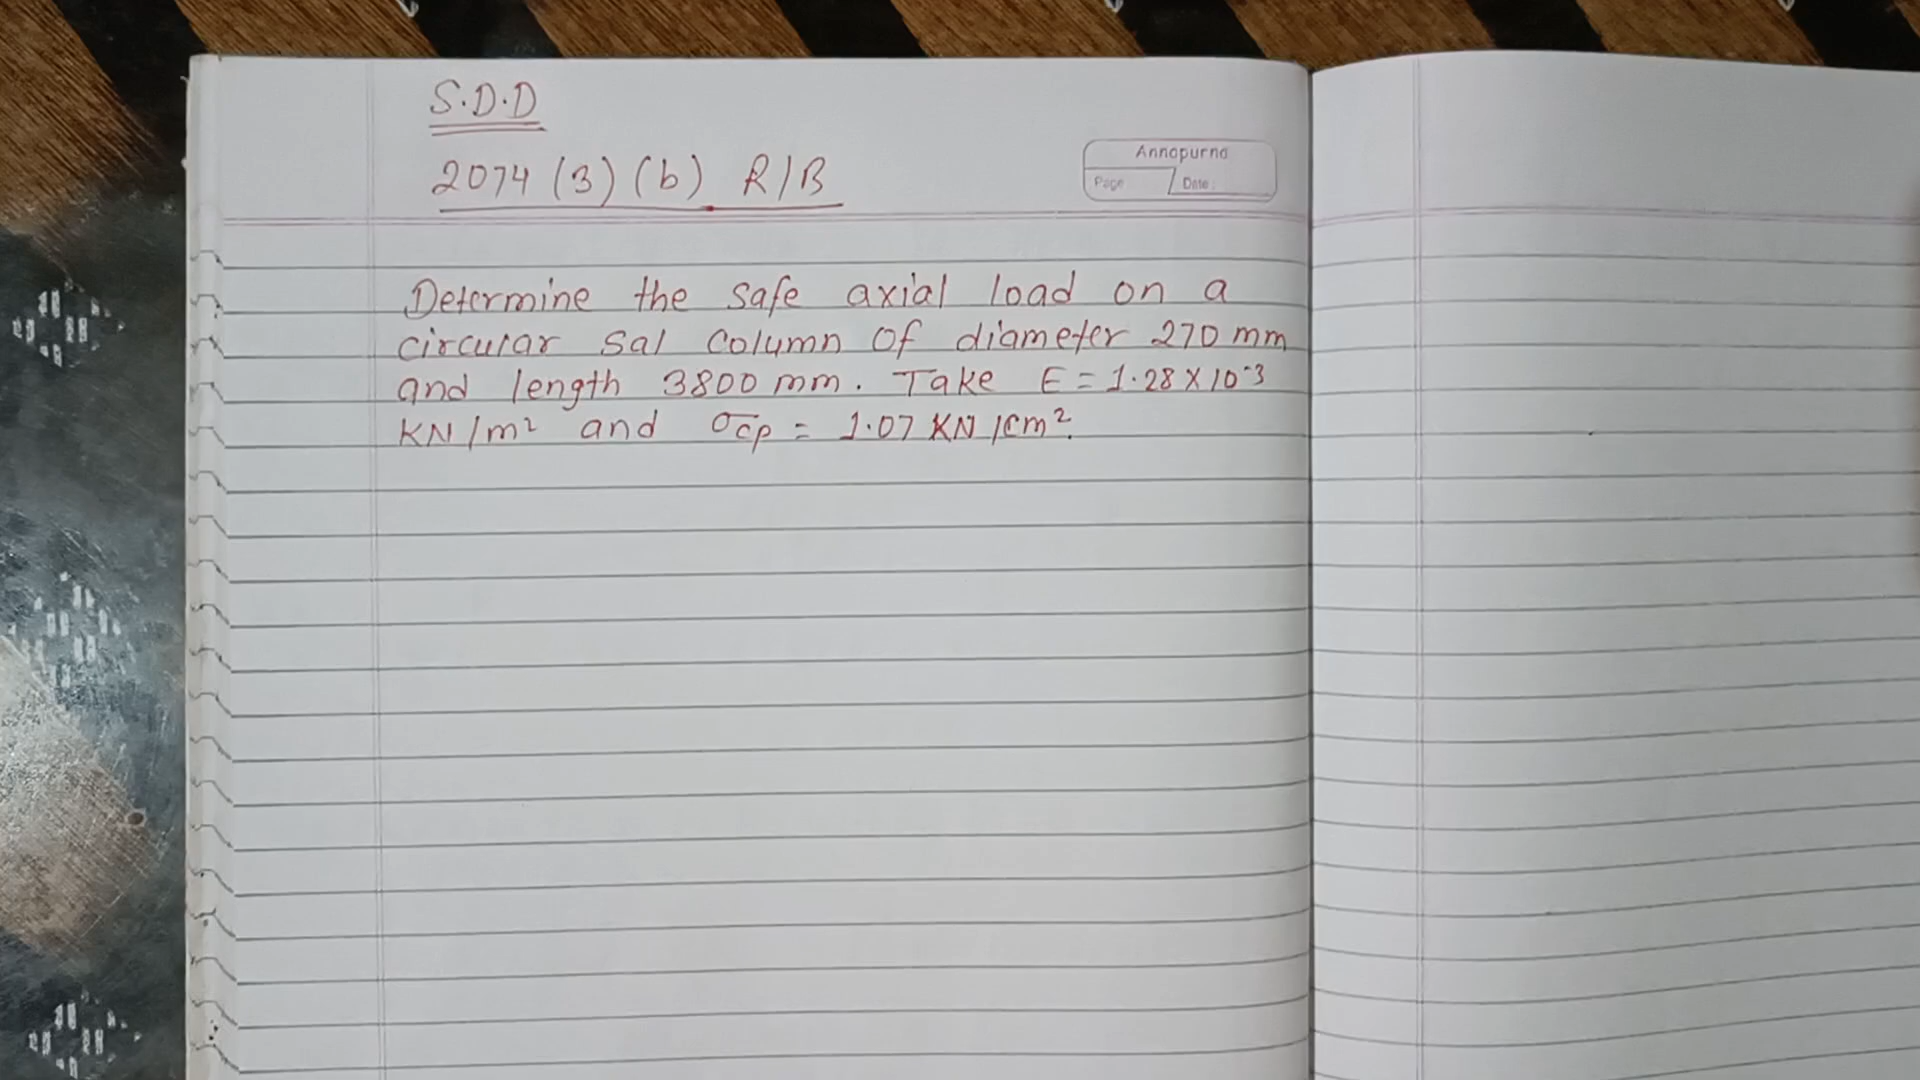 S.D.D
2074 (3) (b) R/B
Annapurna
Page
Date
Determine the safe axial load on a
circular sal column of diameter 270 mm
and length 3800 mm. Take E = 1.28 X 10-3
KN/m² and σcp = 1.07 KN/cm².